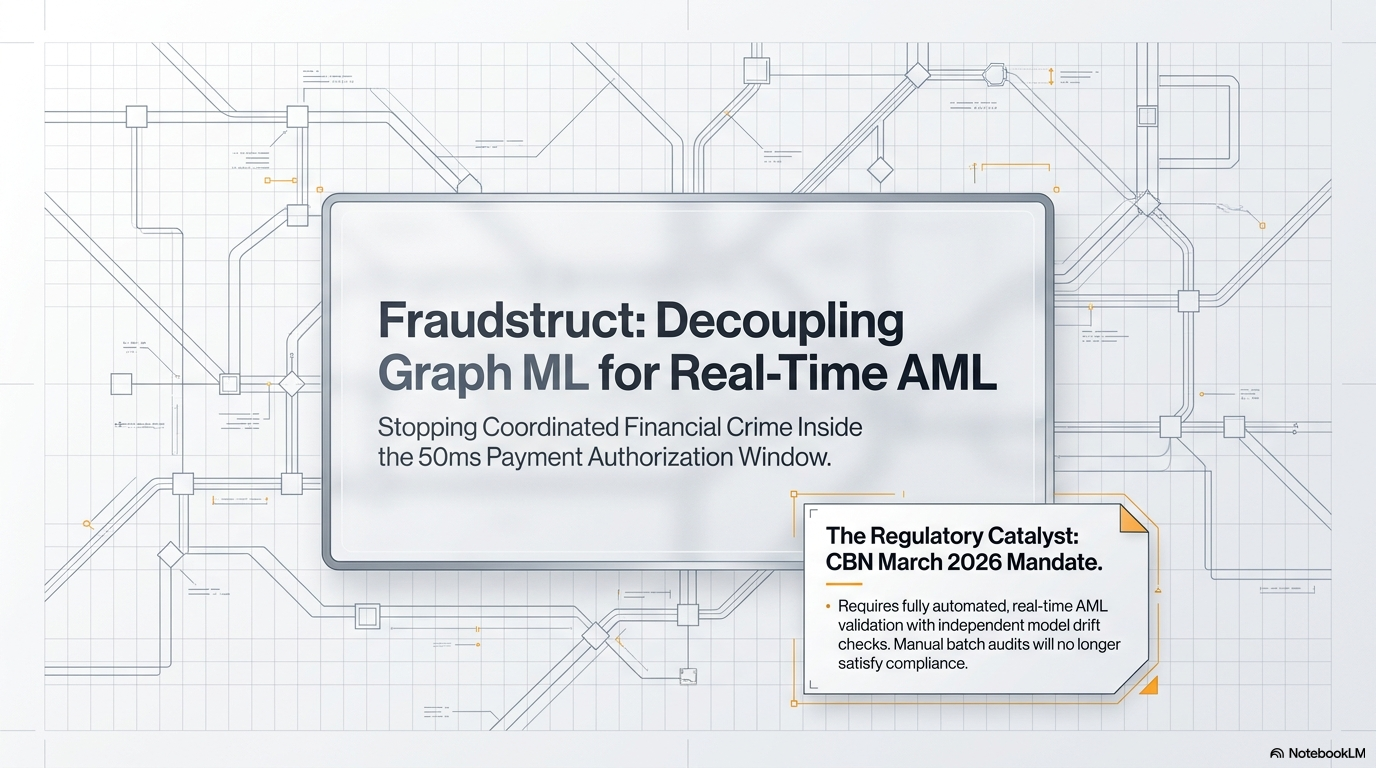 Fraudstruct: Decoupling
Graph ML for Real-Time AML
Stopping Coordinated Financial Crime Inside
the 50ms Payment Authorization Window.
The Regulatory Catalyst:
CBN March 2026 Mandate.
• Requires fully automated, real-time AML
validation with independent model drift
checks. Manual batch audits will no longer
satisfy compliance.
NotebookLM